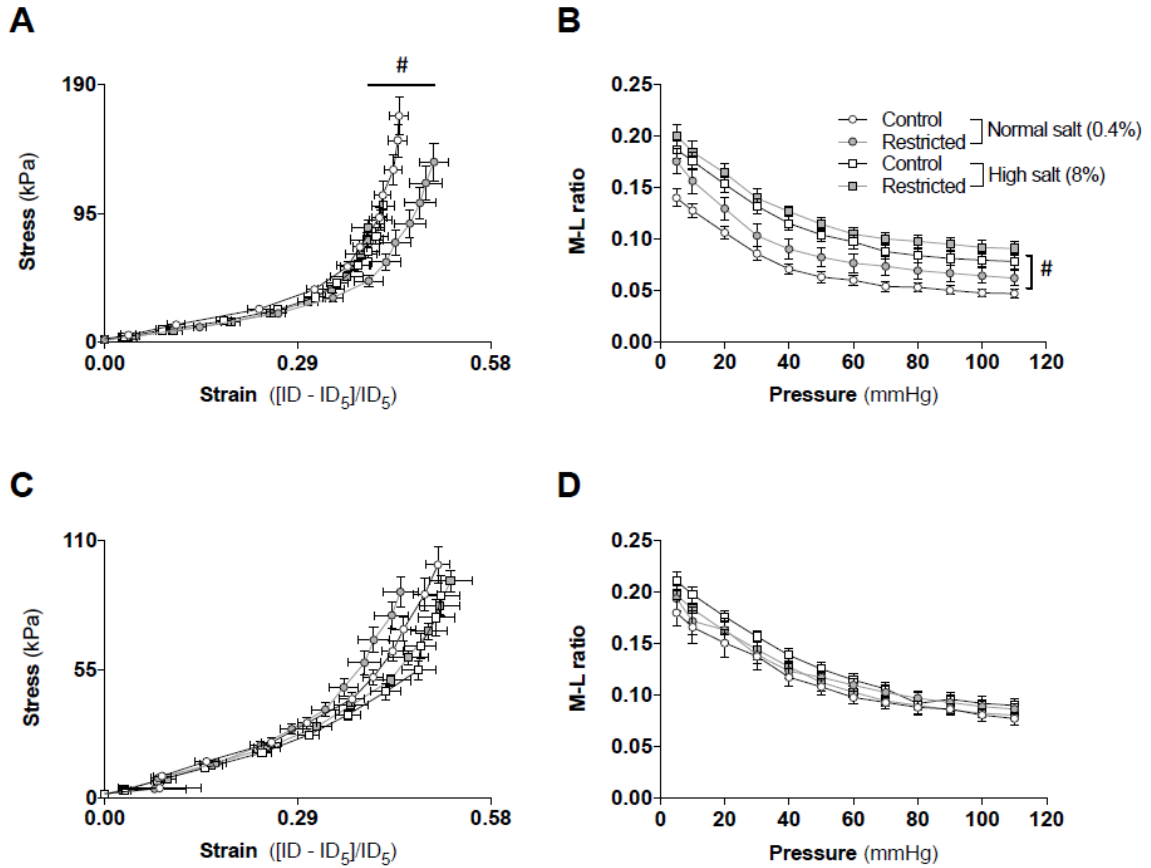 A
B
#
190
95
0
0.00
0.29
0.58
Stress (kPa)
Strain ([ID - ID5]/ID5)
0.25
0.20
0.15
0.10
0.05
0.00
0
20
40
60
80
100
120
M-L ratio
Pressure (mmHg)
Control
Restricted
Normal salt (0.4%)
Control
Restricted
High salt (8%)
#
C
D
110
55
0
0.00
0.29
0.58
Stress (kPa)
Strain ([ID - ID5]/ID5)
0.25
0.20
0.15
0.10
0.05
0.00
0
20
40
60
80
100
120
M-L ratio
Pressure (mmHg)